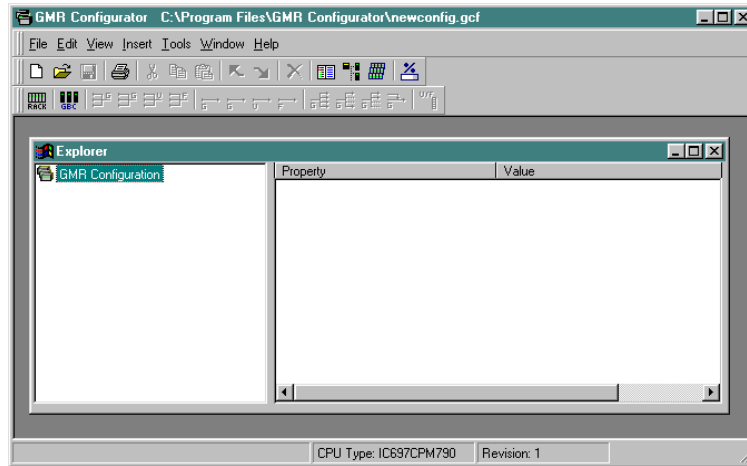 GMR Configurator C:\Program Files\GMR Configurator\newconfig.gcf
File Edit View Insert Tools Window Help
RACK GBC
Explorer
GMR Configuration
Property Value
CPU Type: IC697CPM790 Revision: 1